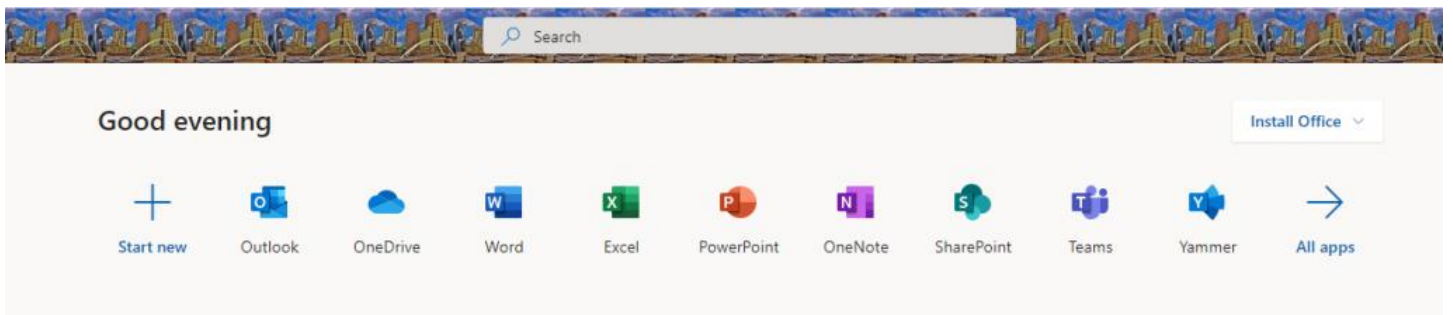 Search
Good evening
Install Office
Start new Outlook OneDrive Word Excel PowerPoint OneNote SharePoint Teams Yammer All apps